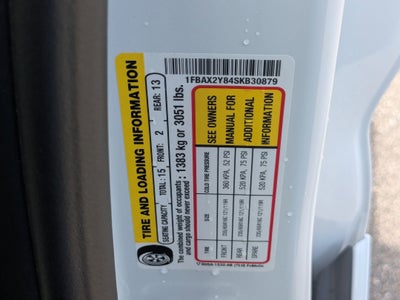 1FBAX2Y84SKB30879
TIRE AND LOADING INFORMATION
SEATING CAPACITY TOTAL: 15 FRONT: 2 REAR: 13
The combined weight of occupants
and cargo should never exceed : 1383 kg or 3051 lbs.
TIRE SIZE COLD TIRE PRESSURE SEE OWNERS
MANUAL FOR
ADDITIONAL
INFORMATION
FRONT 360 KPA, 52 PSI
REAR 520 KPA, 75 PSI
SPARE 520 KPA, 75 PSI